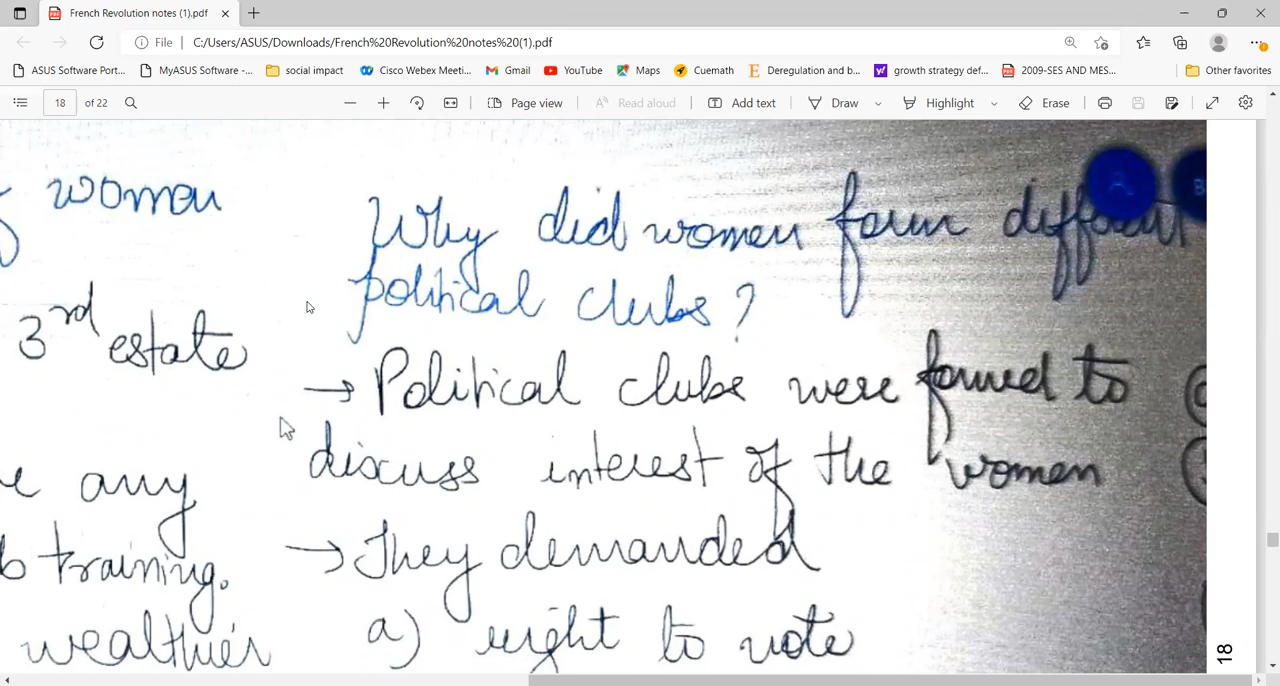 French Revolution notes (1).pdf
File C:/Users/ASUS/Downloads/French%20Revolution%20notes%20(1).pdf
ASUS Software Port... MyASUS Software -... social impact Cisco Webex Meeti... Gmail YouTube Maps Cuemath Deregulation and b... growth strategy def... 2009-SES AND MES... Other favorites
18 of 22 Page view Read aloud Add text Draw Highlight Erase
women
3rd estate
any
training.
wealthier
Why did women form different
political clubs?
→ Political clubs were formed to
discuss interest of the women
→ They demanded
a) right to vote
A
B
18